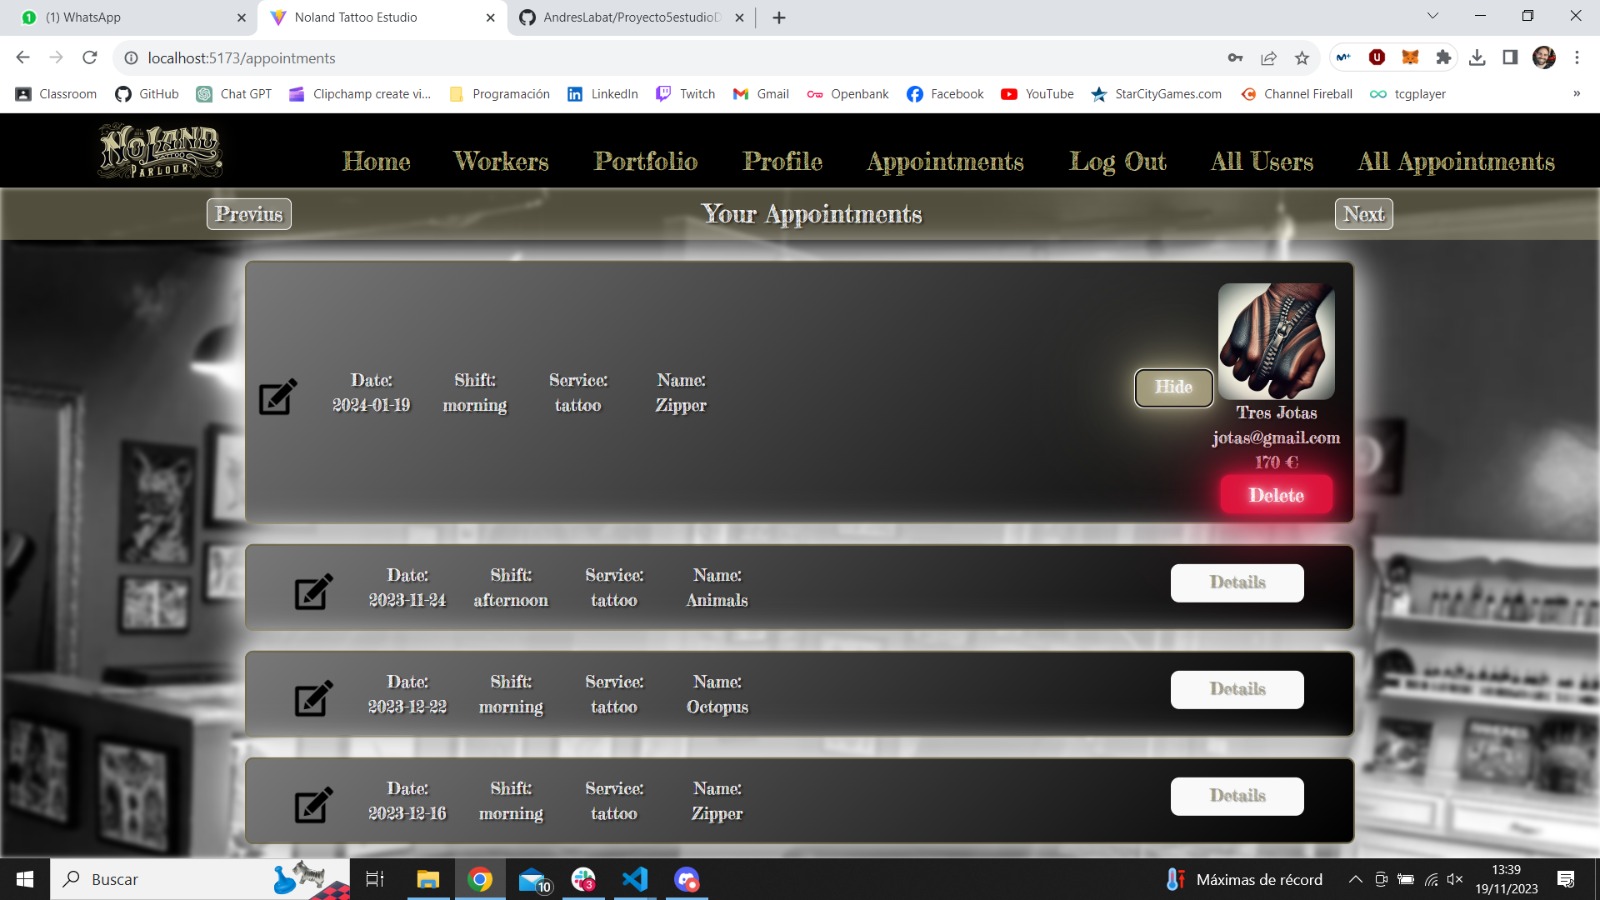 (1) WhatsApp
Noland Tattoo Estudio
AndresLabat/Proyecto5estudioD
localhost:5173/appointments
Classroom GitHub Chat GPT Clipchamp create vi... Programación LinkedIn Twitch Gmail Openbank Facebook YouTube StarCityGames.com Channel Fireball tcgplayer »
NOLAND
TATTOO
PARLOUR
Home Workers Portfolio Profile Appointments Log Out All Users All Appointments
Previus Your Appointments Next
Date: Shift: Service: Name:
2024-01-19 morning tattoo Zipper
Hide
Tres Jotas
jotas@gmail.com
170 €
Delete
Date: Shift: Service: Name:
2023-11-24 afternoon tattoo Animals
Details
Date: Shift: Service: Name:
2023-12-22 morning tattoo Octopus
Details
Date: Shift: Service: Name:
2023-12-16 morning tattoo Zipper
Details
Buscar
10
3
Máximas de récord
13:39
19/11/2023